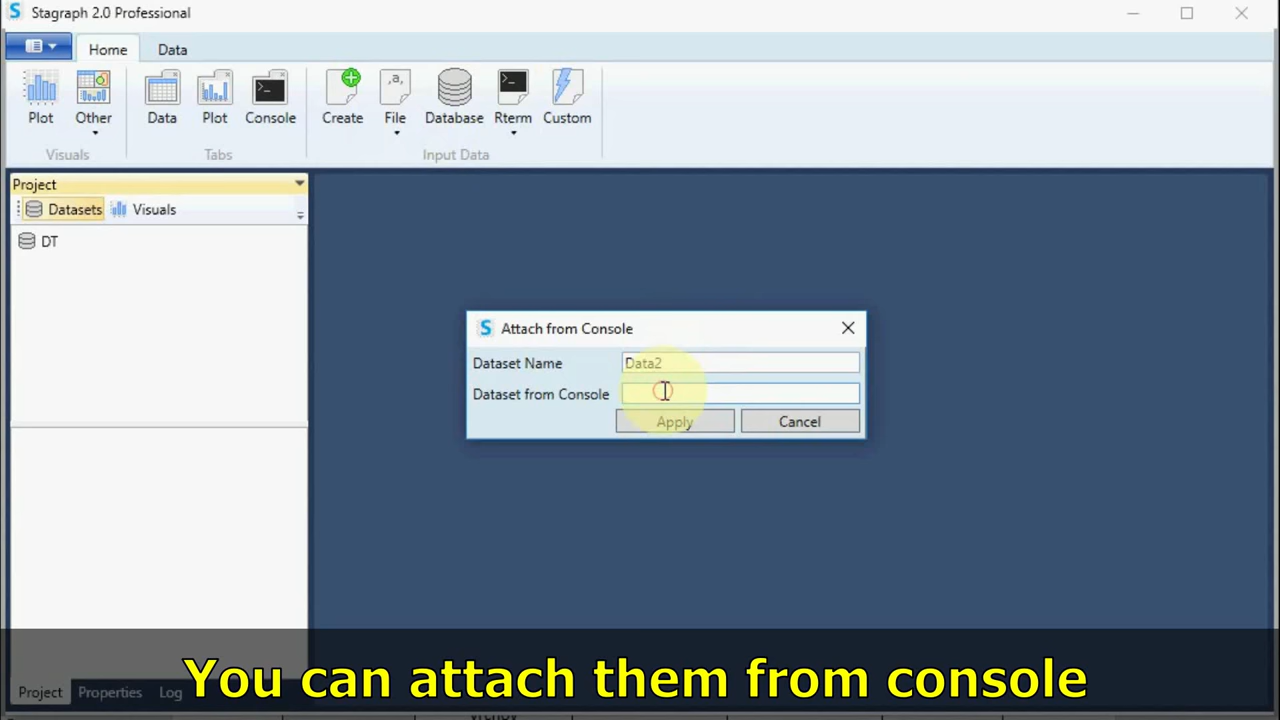 Stagraph 2.0 Professional
Home Data
Plot Other Data Plot Console Create File Database Rterm Custom
Visuals Tabs Input Data
Project
Datasets Visuals
DT
Attach from Console
Dataset Name Data2
Dataset from Console
Apply Cancel
You can attach them from console
Project Properties Log